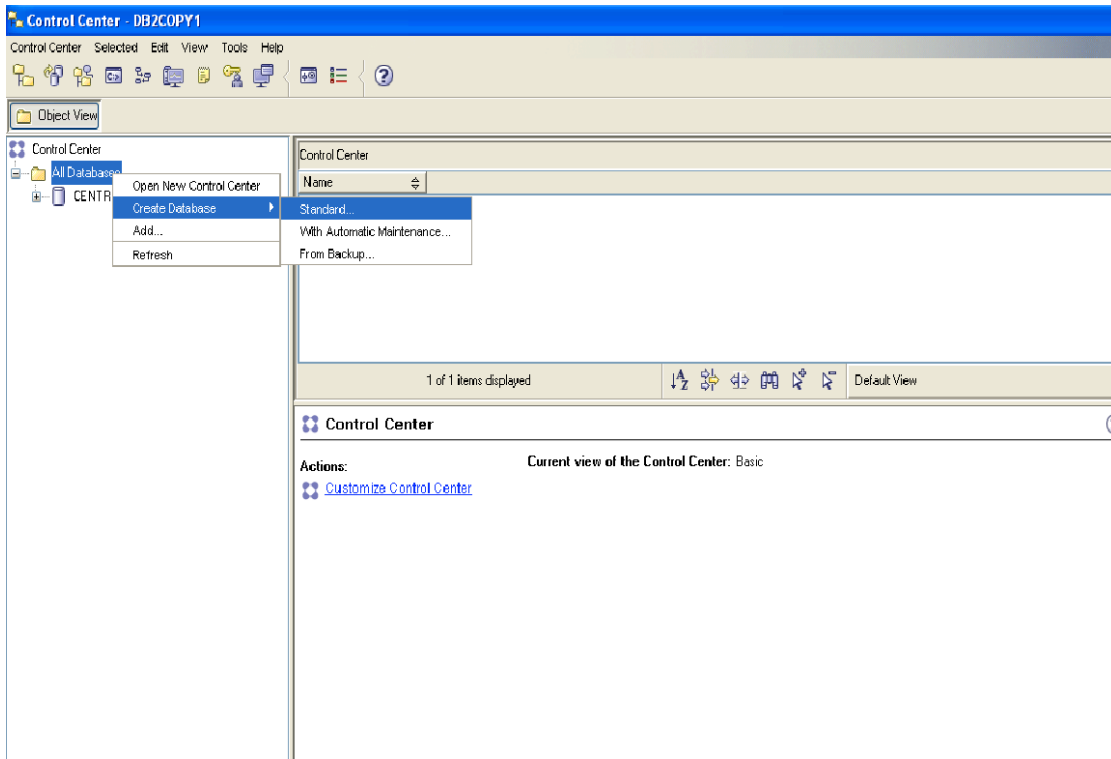 Control Center - DB2COPY1
Control Center Selected Edit View Tools Help
Object View
Control Center
All Databases
CENTR
Open New Control Center
Create Database
Add...
Refresh
Standard...
With Automatic Maintenance...
From Backup...
Control Center
Name
1 of 1 items displayed
Default View
Control Center
Actions:
Current view of the Control Center: Basic
Customize Control Center